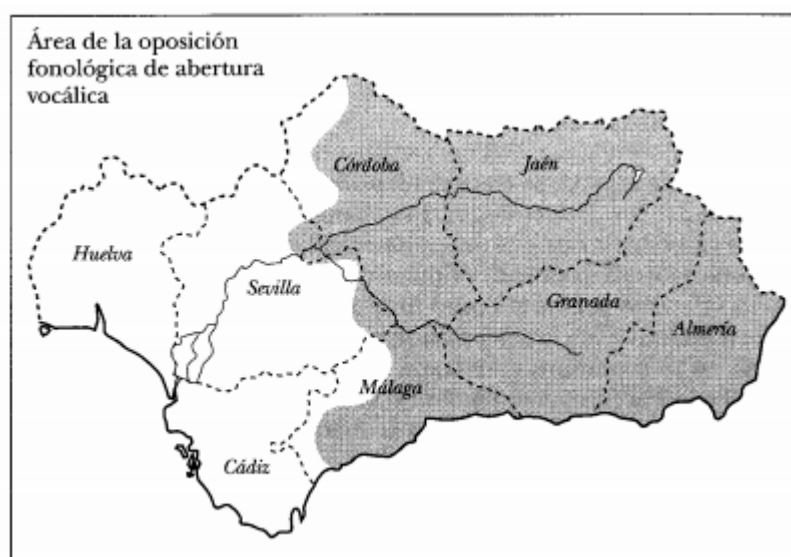 Área de la oposición
fonológica de abertura
vocálica
Córdoba
Jaén
Huelva
Sevilla
Granada
Almería
Málaga
Cádiz